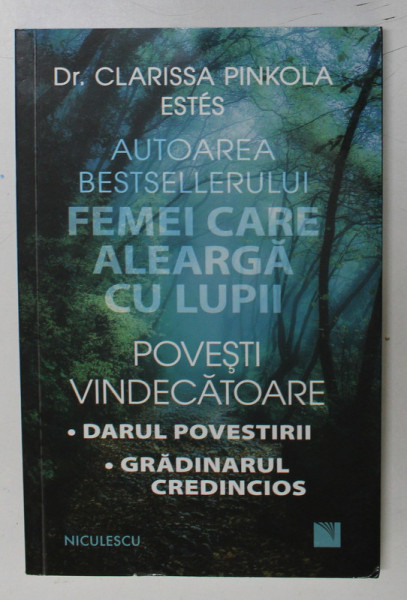 Dr. CLARISSA PINKOLA
ESTÉS
AUTOAREA
BESTSELLERULUI
FEMEI CARE
ALEARGĂ
CU LUPII
POVEȘTI
VINDECĂTOARE
• DARUL POVESTIRII
• GRĂDINARUL
CREDINCIOS
NICULESCU